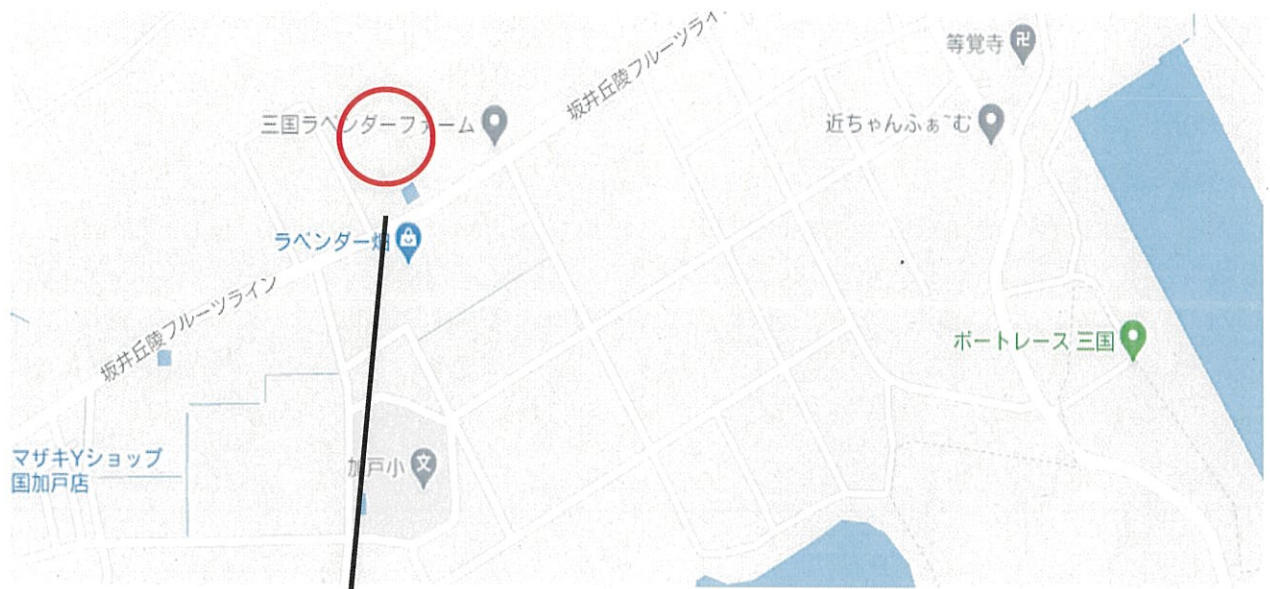 坂井丘陵フルーツライ
等覚寺
卍
三国ラベンダーファーム
近ちゃんふぁ~む
ラベンダー畑
坂井丘陵フルーツライン
ボートレース 三国
マザキYショップ
国加戸店
加戸小
文